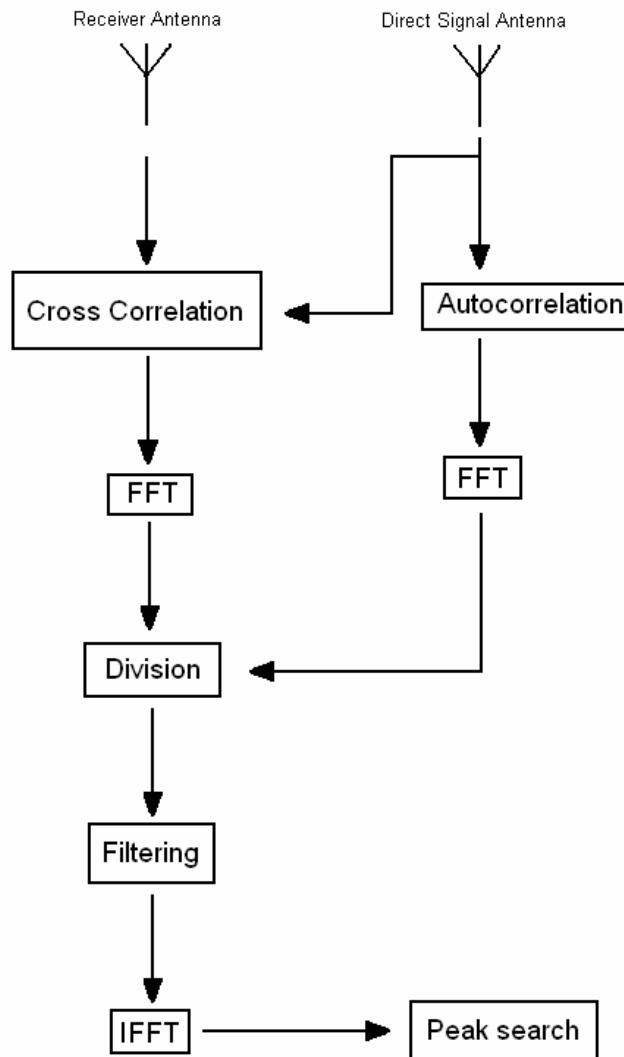 Receiver Antenna
Direct Signal Antenna
Cross Correlation
Autocorrelation
FFT
FFT
Division
Filtering
IFFT
Peak search